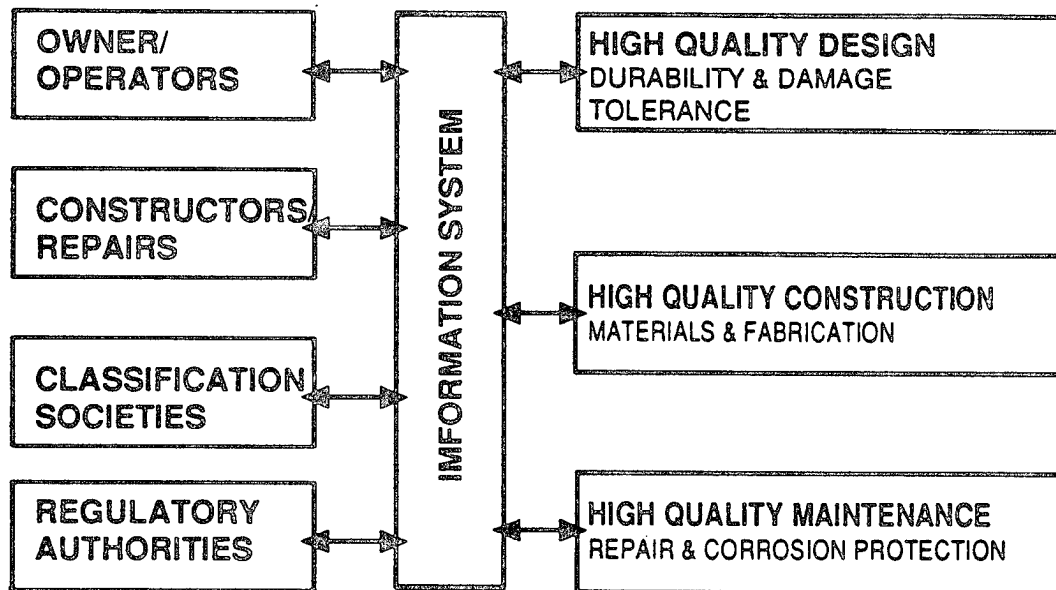 OWNER/
OPERATORS
CONSTRUCTORS/
REPAIRS
CLASSIFICATION
SOCIETIES
REGULATORY
AUTHORITIES
IMFORMATION SYSTEM
HIGH QUALITY DESIGN
DURABILITY & DAMAGE
TOLERANCE
HIGH QUALITY CONSTRUCTION
MATERIALS & FABRICATION
HIGH QUALITY MAINTENANCE
REPAIR & CORROSION PROTECTION